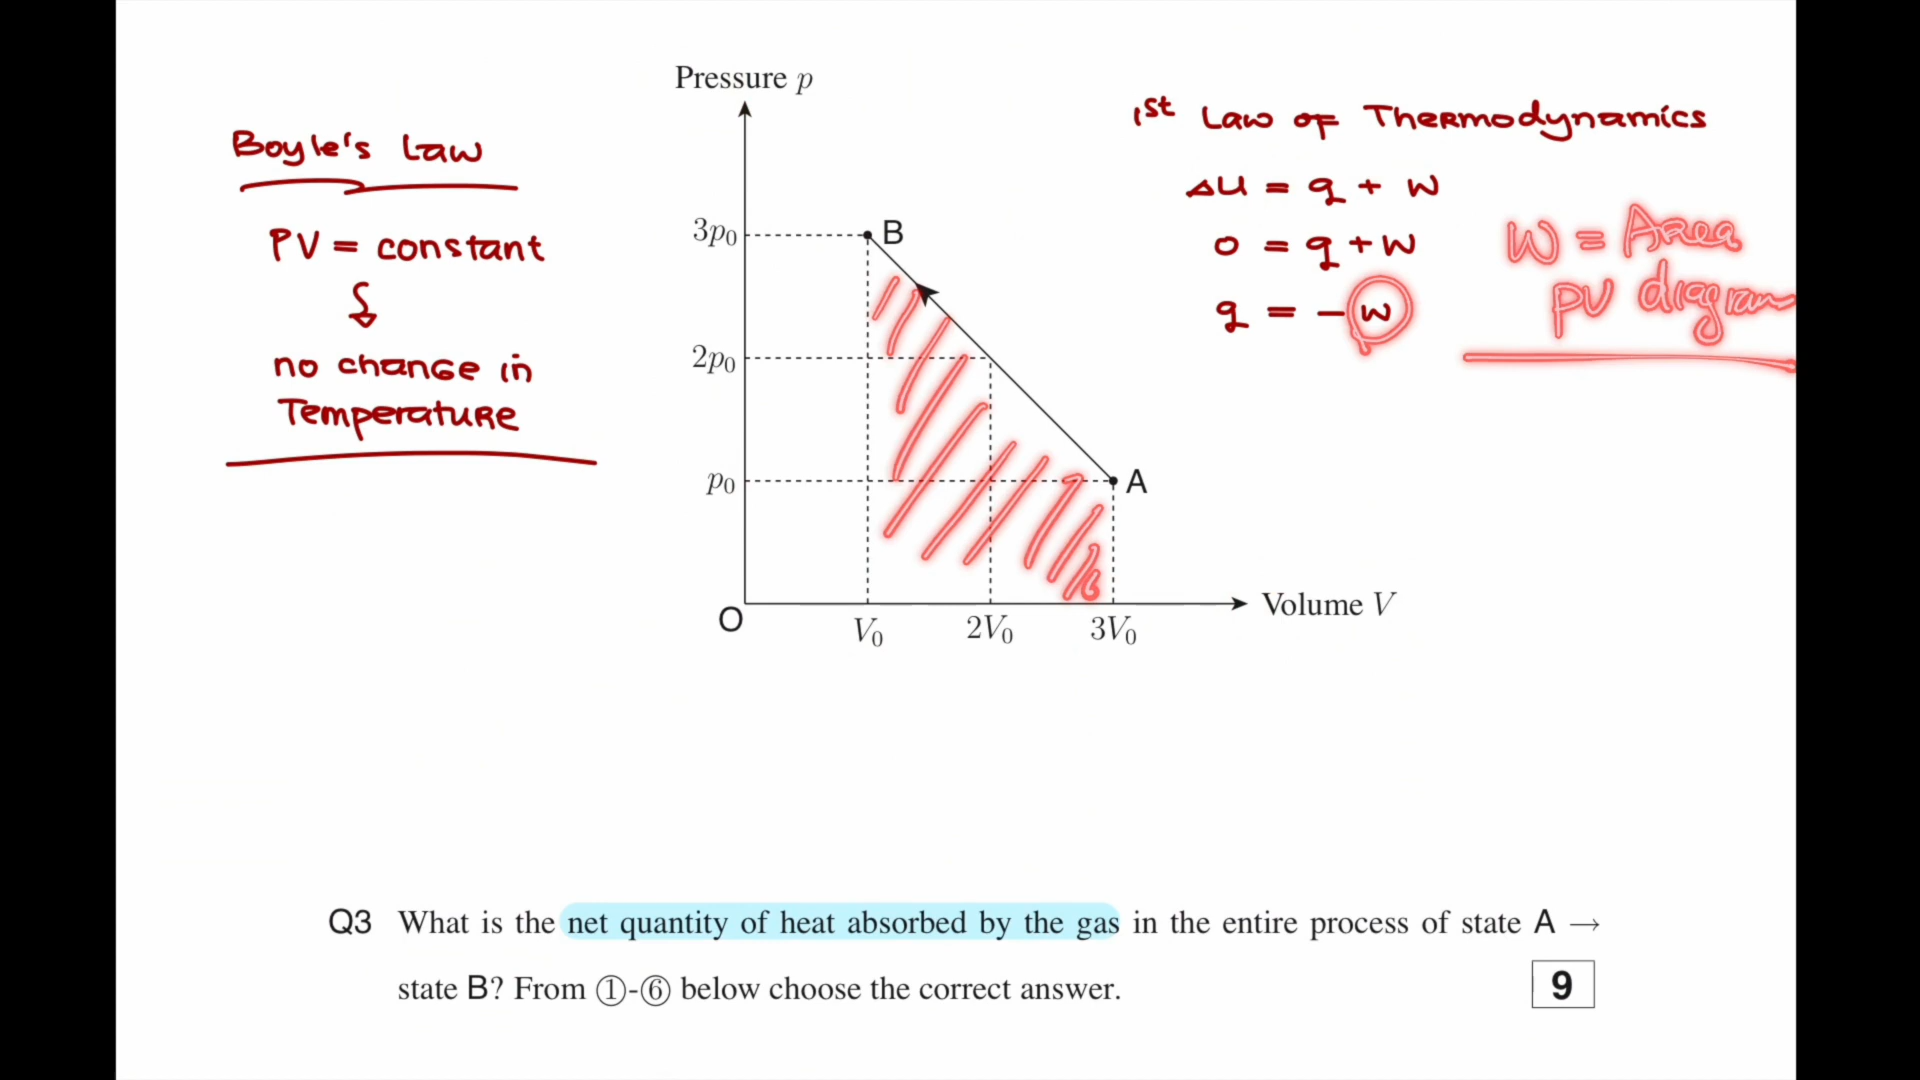 Pressure p
Boyle's Law
PV = constant
no change in
Temperature
1st Law of Thermodynamics
ΔU = q + W
0 = q + W
q = - W
W = Area
PV diagram
3p₀
B
2p₀
p₀
A
O
V₀
2V₀
3V₀
Volume V
Q3 What is the net quantity of heat absorbed by the gas in the entire process of state A →
state B? From ①-⑥ below choose the correct answer.
9